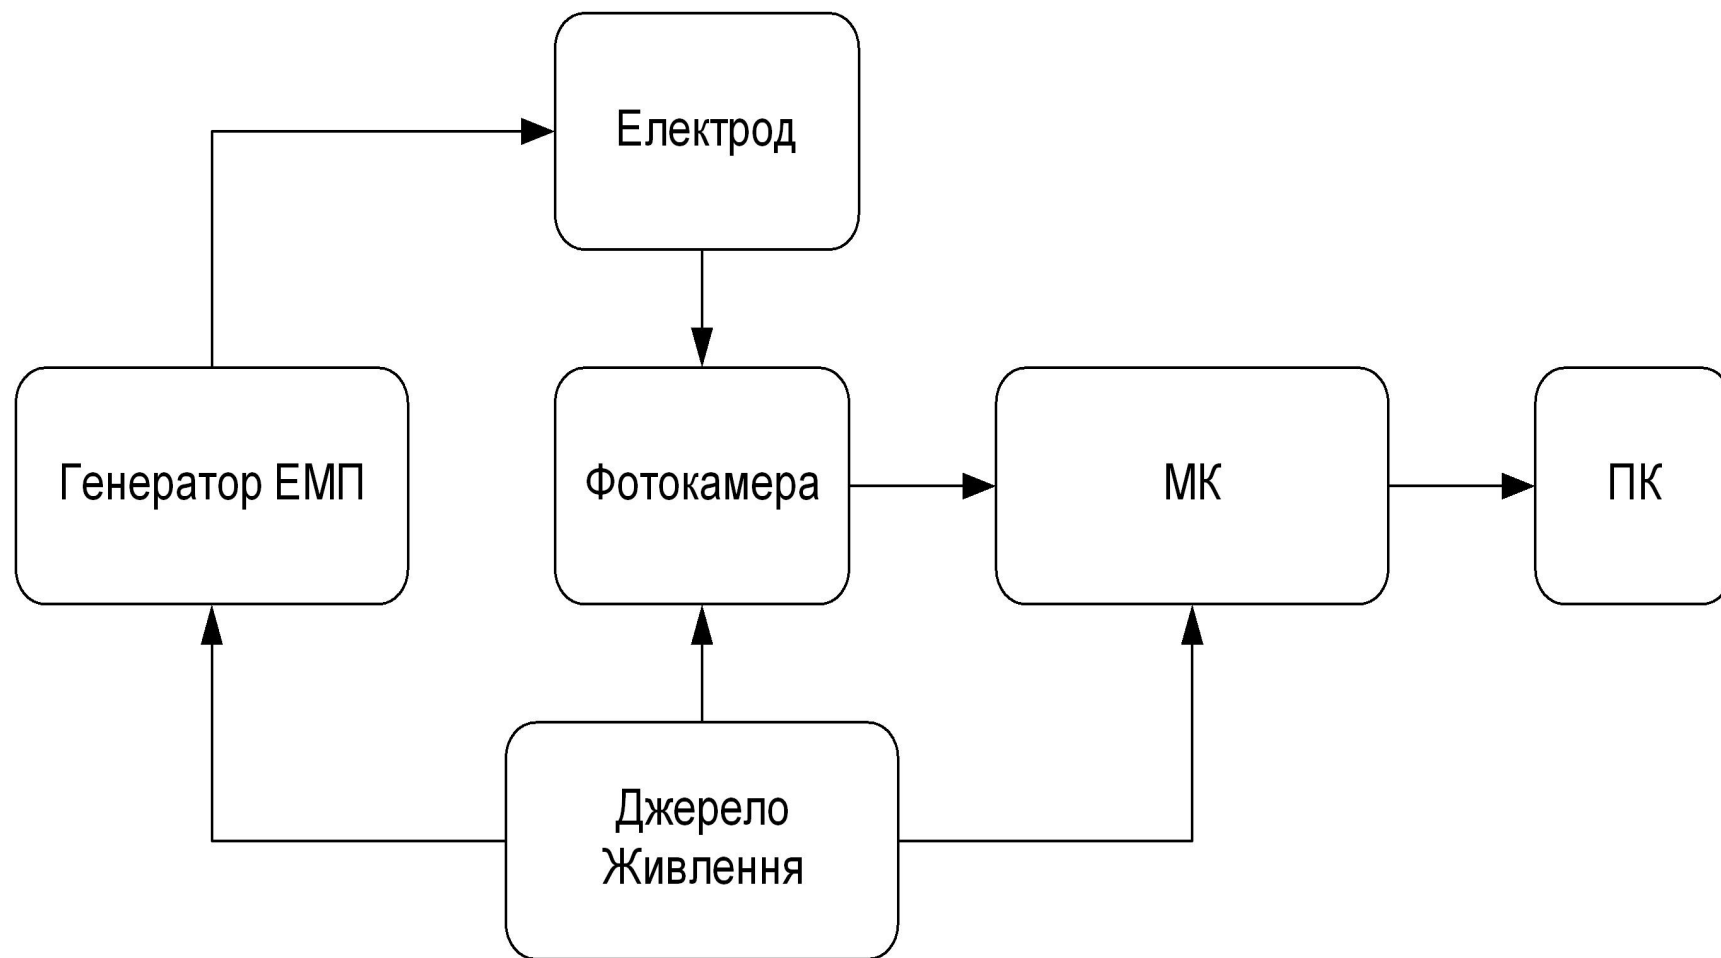 Електрод
Генератор ЕМП
Фотокамера
МК
ПК
Джерело
Живлення